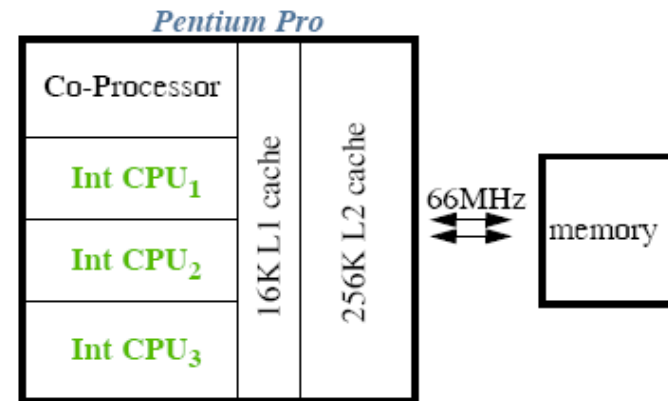 Pentium Pro
Co-Processor
Int CPU1
Int CPU2
Int CPU3
16K L1 cache
256K L2 cache
66MHz
memory